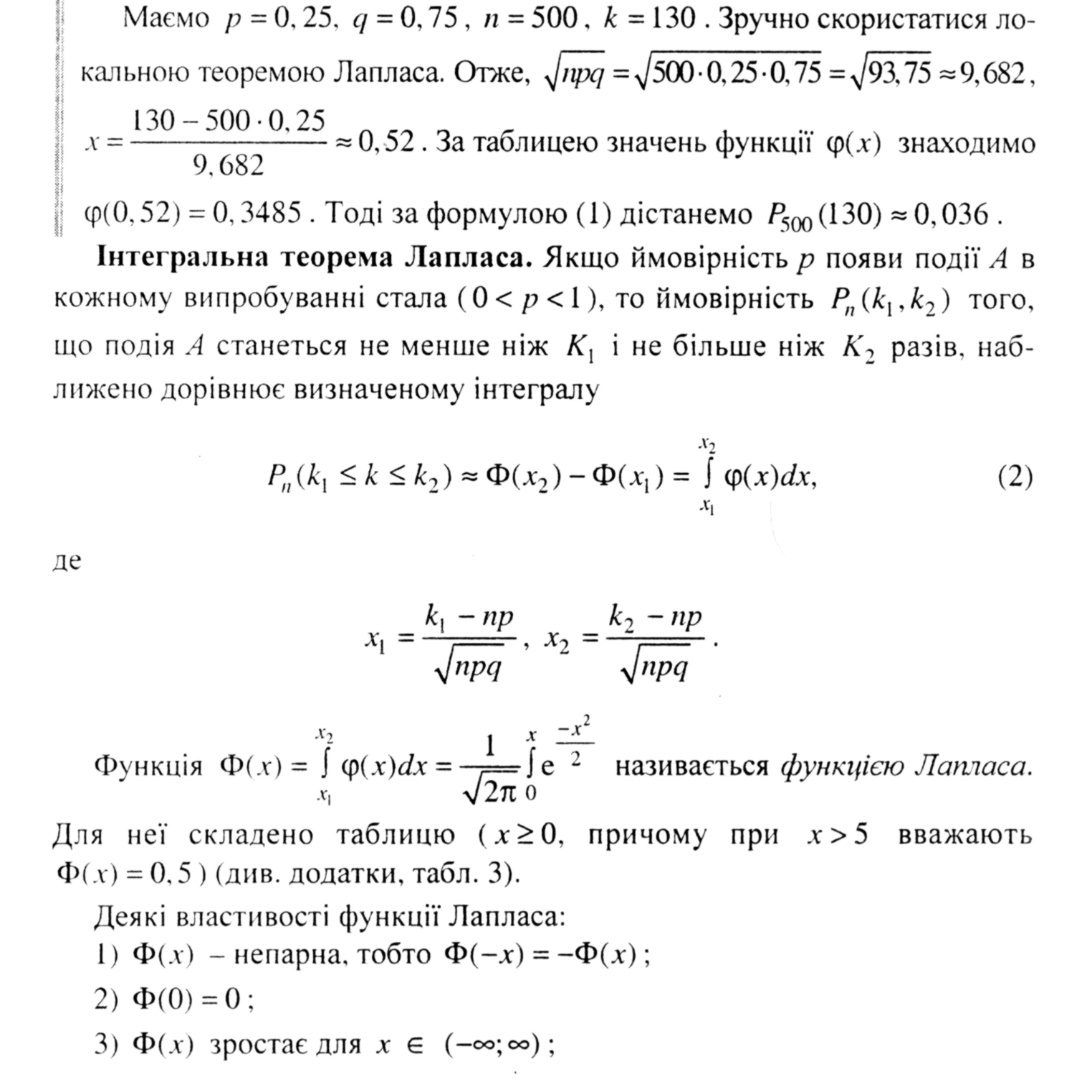 Маємо p = 0, 25, q = 0, 75, n = 500, k = 130. Зручно скористатися ло-
кальною теоремою Лапласа. Отже, √npq = √500·0, 25·0, 75 = √93, 75 ≈ 9, 682,
x = (130 − 500 · 0, 25) / 9, 682 ≈ 0, 52. За таблицею значень функції φ(x) знаходимо
φ(0, 52) = 0, 3485. Тоді за формулою (1) дістанемо P₅₀₀(130) ≈ 0, 036.
Інтегральна теорема Лапласа. Якщо ймовірність p появи події A в
кожному випробуванні стала (0 < p < 1), то ймовірність Pₙ(k₁, k₂) того,
що подія A станеться не менше ніж K₁ і не більше ніж K₂ разів, наб-
лижено дорівнює визначеному інтегралу
Pₙ(k₁ ≤ k ≤ k₂) ≈ Φ(x₂) − Φ(x₁) = ∫_{x₁}^{x₂} φ(x)dx, (2)
де
x₁ = (k₁ − np) / √npq, x₂ = (k₂ − np) / √npq.
Функція Φ(x) = ∫_{x₁}^{x₂} φ(x)dx = 1/√2π ∫_{0}^{x} e^{−x²/2} називається функцією Лапласа.
Для неї складено таблицю (x ≥ 0, причому при x > 5 вважають
Φ(x) = 0, 5) (див. додатки, табл. 3).
Деякі властивості функції Лапласа:
1) Φ(x) – непарна, тобто Φ(−x) = −Φ(x);
2) Φ(0) = 0;
3) Φ(x) зростає для x ∈ (−∞; ∞);